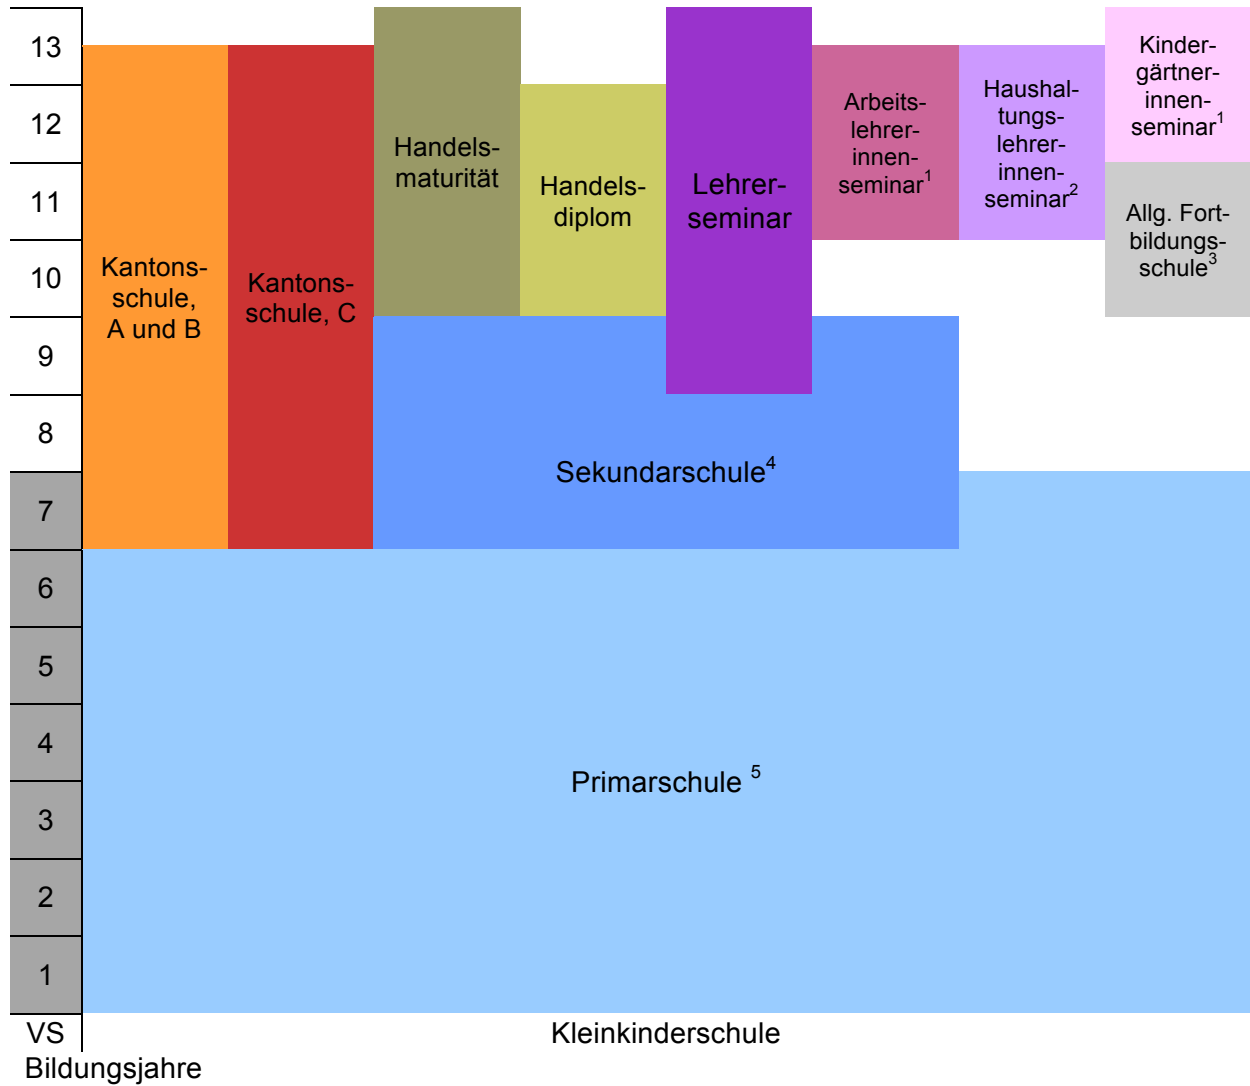 13
12
11
10
9
8
7
6
5
4
3
2
1
VS
Bildungsjahre
Kantons-
schule,
A und B
Kantons-
schule, C
Handels-
maturität
Handels-
diplom
Lehrer-
seminar
Arbeits-
lehrer-
innen-
seminar¹
Haushal-
tungs-
lehrer-
innen-
seminar²
Kinder-
gärtner-
innen-
seminar¹
Allg. Fort-
bildungs-
schule³
Sekundarschule⁴
Primarschule ⁵
Kleinkinderschule